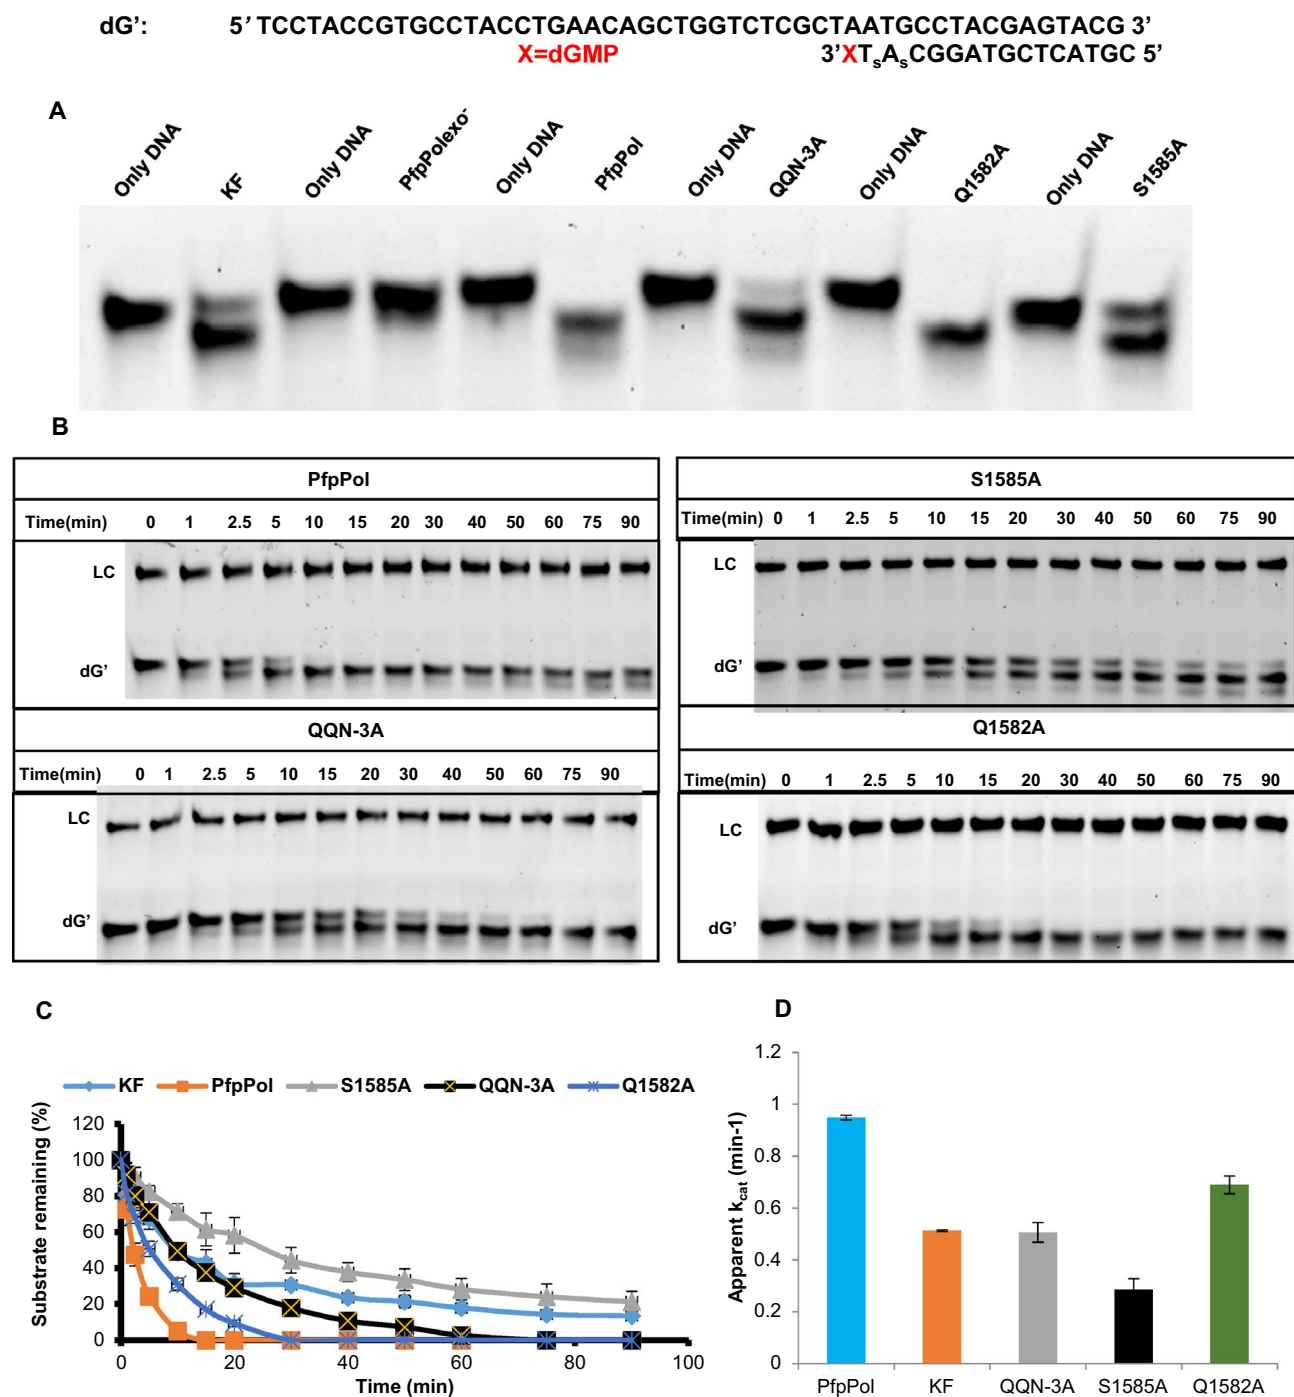 dG’: 5′ TCCTACCGTGCCTACCTGAACAGCTGGTCTCGCTAATGCCTACGAGTACG 3’
X=dGMP 3’XTsAsCGGATGCTCATGC 5’
A
Only DNA KF Only DNA PfpPolexo- Only DNA PfpPol Only DNA QQN-3A Only DNA Q1582A Only DNA S1585A
B
PfpPol
Time(min) 0 1 2.5 5 10 15 20 30 40 50 60 75 90
LC
dG’
S1585A
Time(min) 0 1 2.5 5 10 15 20 30 40 50 60 75 90
LC
dG’
QQN-3A
Time(min) 0 1 2.5 5 10 15 20 30 40 50 60 75 90
LC
dG’
Q1582A
Time(min) 0 1 2.5 5 10 15 20 30 40 50 60 75 90
LC
dG’
C
KF PfpPol S1585A QQN-3A Q1582A
Substrate remaining (%)
120
100
80
60
40
20
0
0 20 40 60 80 100
Time (min)
D
Apparent kcat (min-1)
1.2
1
0.8
0.6
0.4
0.2
0
PfpPol KF QQN-3A S1585A Q1582A